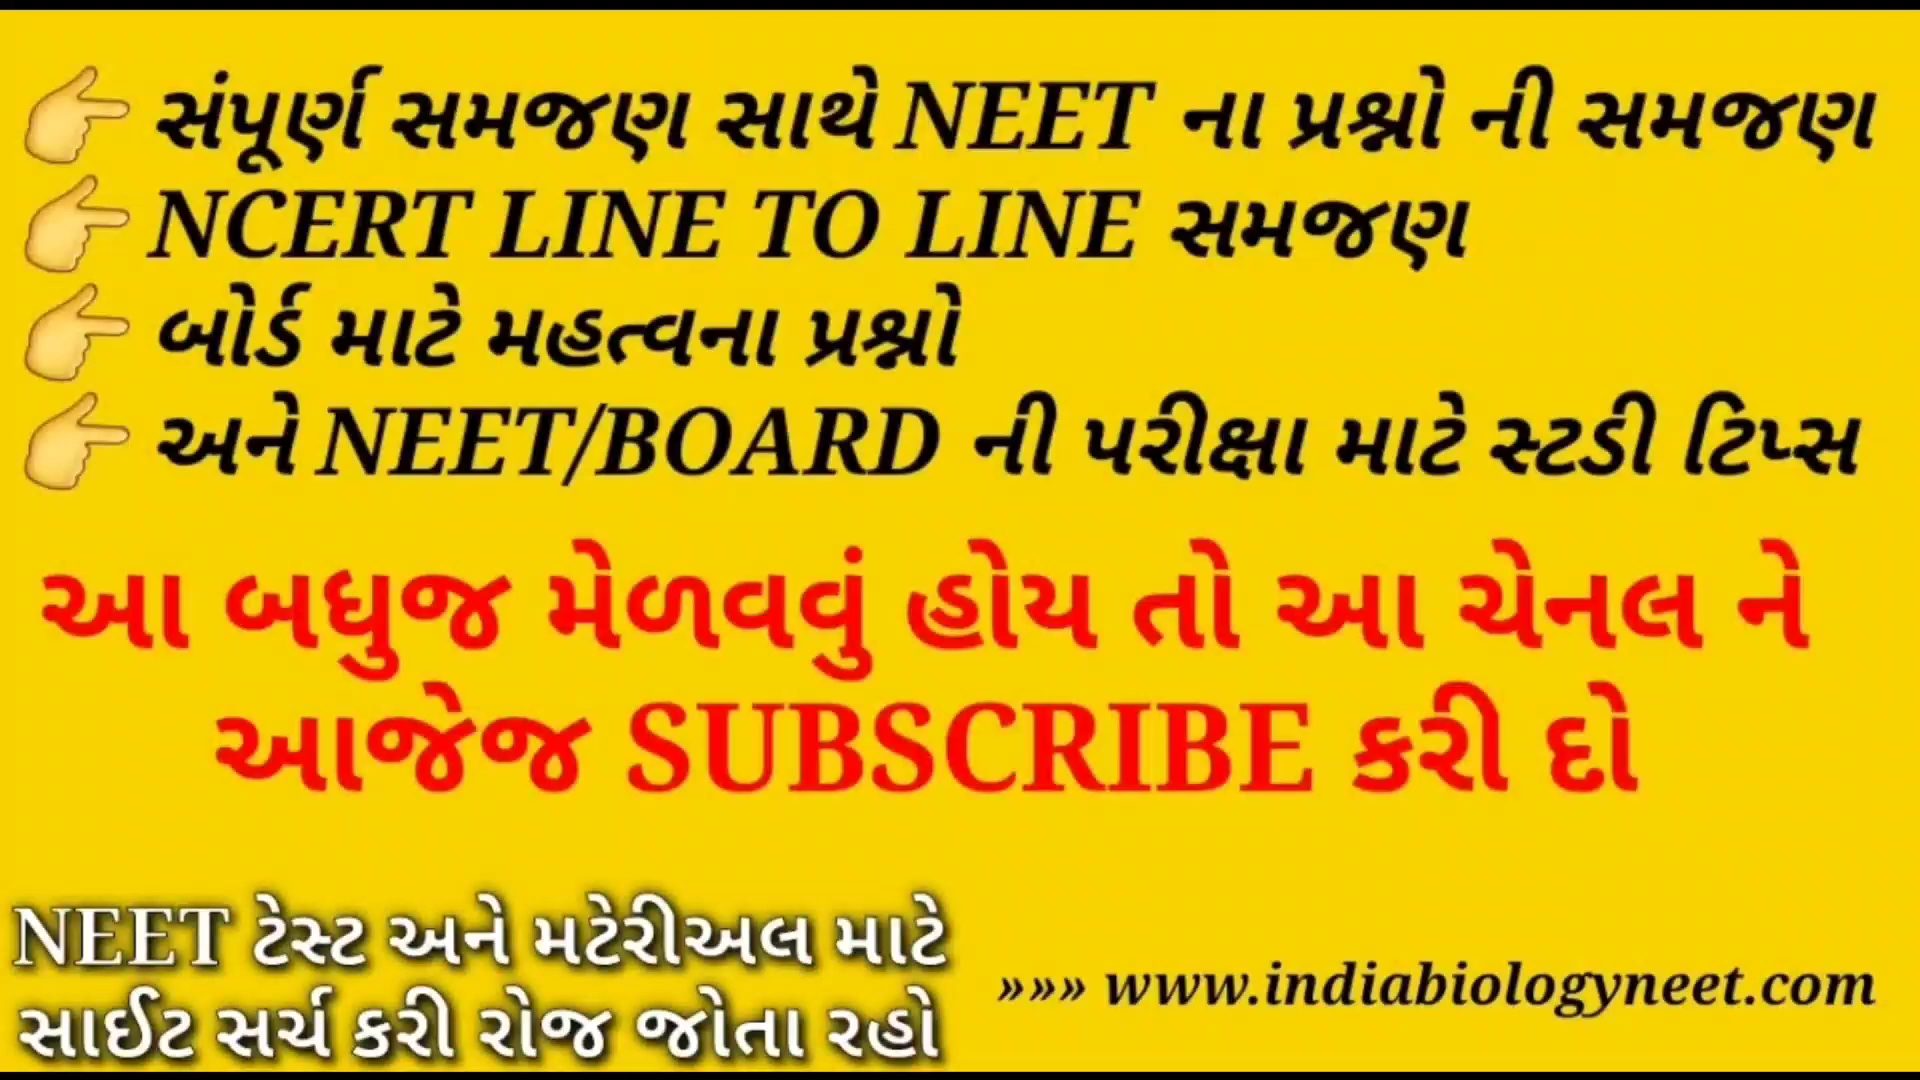 👉 સંપૂર્ણ સમજણ સાથે NEET ના પ્રશ્નો ની સમજણ
👉 NCERT LINE TO LINE સમજણ
👉 બોર્ડ માટે મહત્વના પ્રશ્નો
👉 અને NEET/BOARD ની પરીક્ષા માટે સ્ટડી ટિપ્સ
આ બધુજ મેળવવું હોય તો આ ચેનલ ને
આજેજ SUBSCRIBE કરી દો
NEET ટેસ્ટ અને મટેરીઅલ માટે
સાઈટ સર્ચ કરી રોજ જોતા રહો
»»» www.indiabiologyneet.com